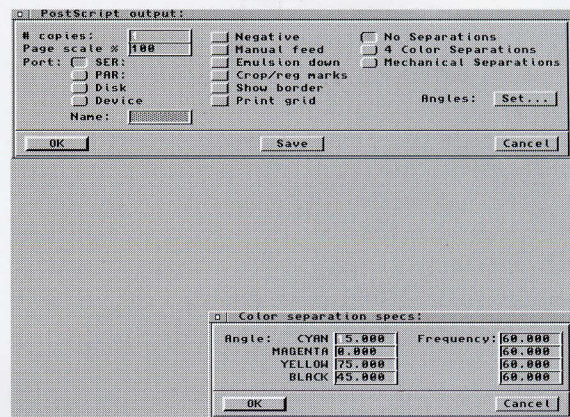 PostScript output:
# copies: 1
Page scale % 100
Port: SER:
PAR:
Disk
Device
Name:
Negative
Manual feed
Emulsion down
Crop/reg marks
Show border
Print grid
No Separations
4 Color Separations
Mechanical Separations
Angles: Set...
OK Save Cancel
Color separation specs:
Angle: CYAN 15.000 Frequency: 60.000
MAGENTA 0.000 60.000
YELLOW 75.000 60.000
BLACK 45.000 60.000
OK Cancel